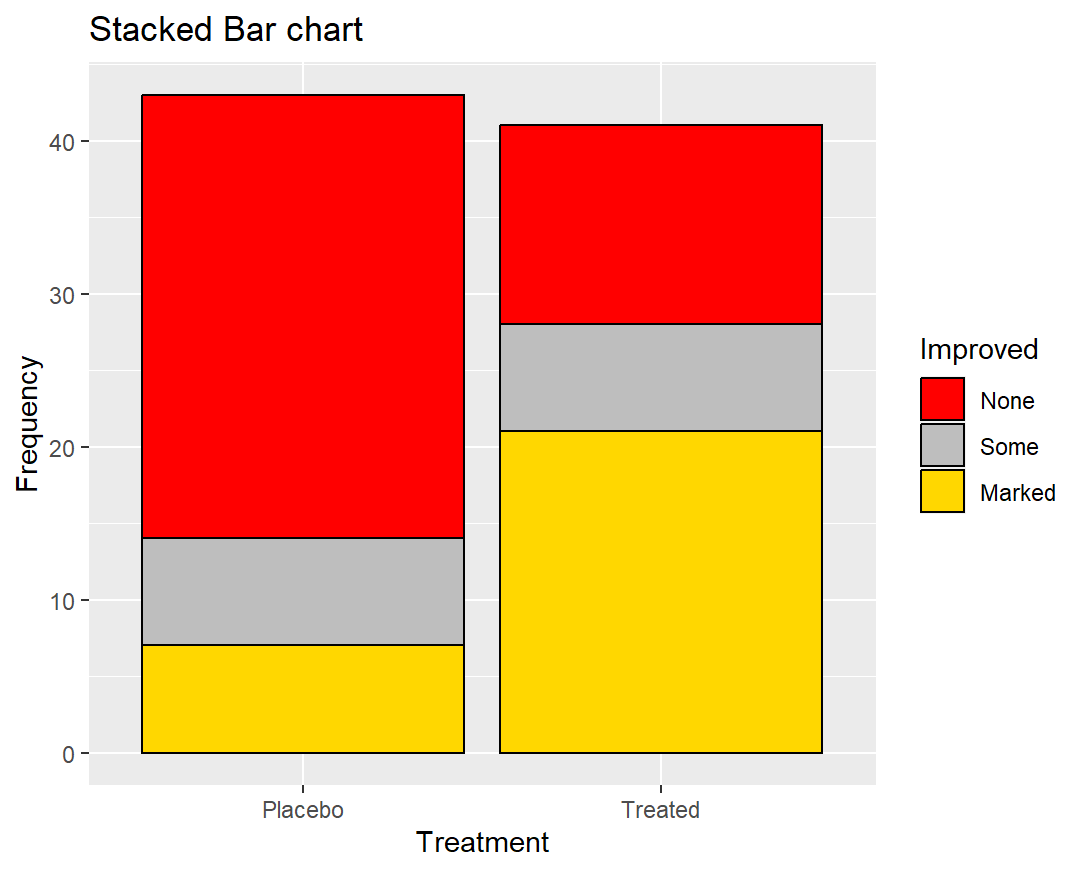 Stacked Bar chart
40
30
20
10
0
Frequency
Placebo Treated
Treatment
Improved
None
Some
Marked